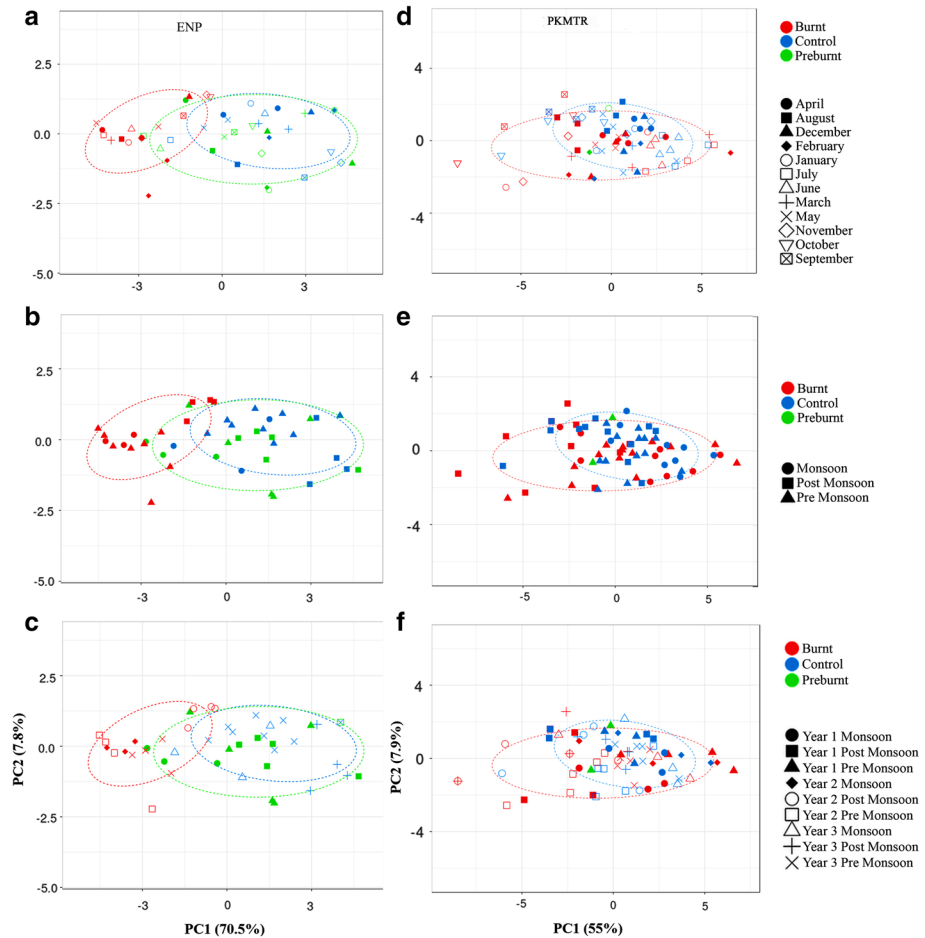 a
ENP
2.5
0.0
-2.5
-5.0
-3
0
3
d
PKMTR
4
0
-4
-5
0
5
Burnt
Control
Preburnt
April
August
December
February
January
July
June
March
May
November
October
September
b
2.5
0.0
-2.5
-5.0
-3
0
3
e
4
0
-4
-5
0
5
Burnt
Control
Preburnt
Monsoon
Post Monsoon
Pre Monsoon
c
PC2 (7.8%)
2.5
0.0
-2.5
-5.0
-3
0
3
PC1 (70.5%)
f
PC2 (7.9%)
4
0
-4
-5
0
5
PC1 (55%)
Burnt
Control
Preburnt
Year 1 Monsoon
Year 1 Post Monsoon
Year 1 Pre Monsoon
Year 2 Monsoon
Year 2 Post Monsoon
Year 2 Pre Monsoon
Year 3 Monsoon
Year 3 Post Monsoon
Year 3 Pre Monsoon